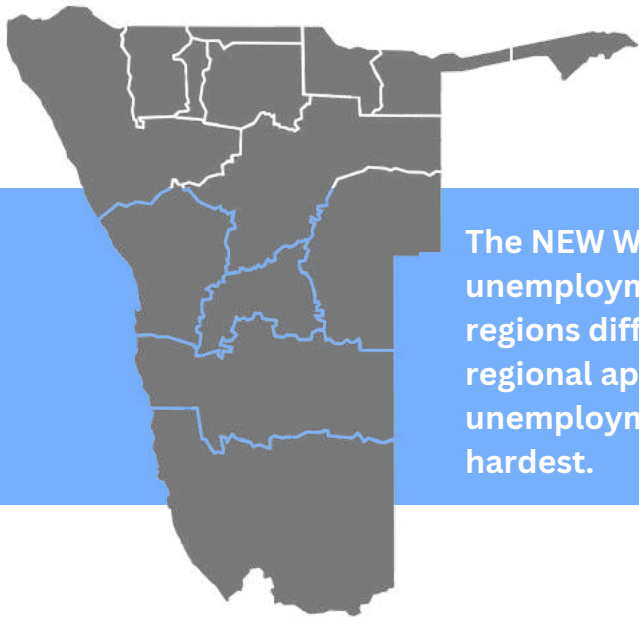 The NEW W
unemploym
regions diff
regional ap
unemploym
hardest.